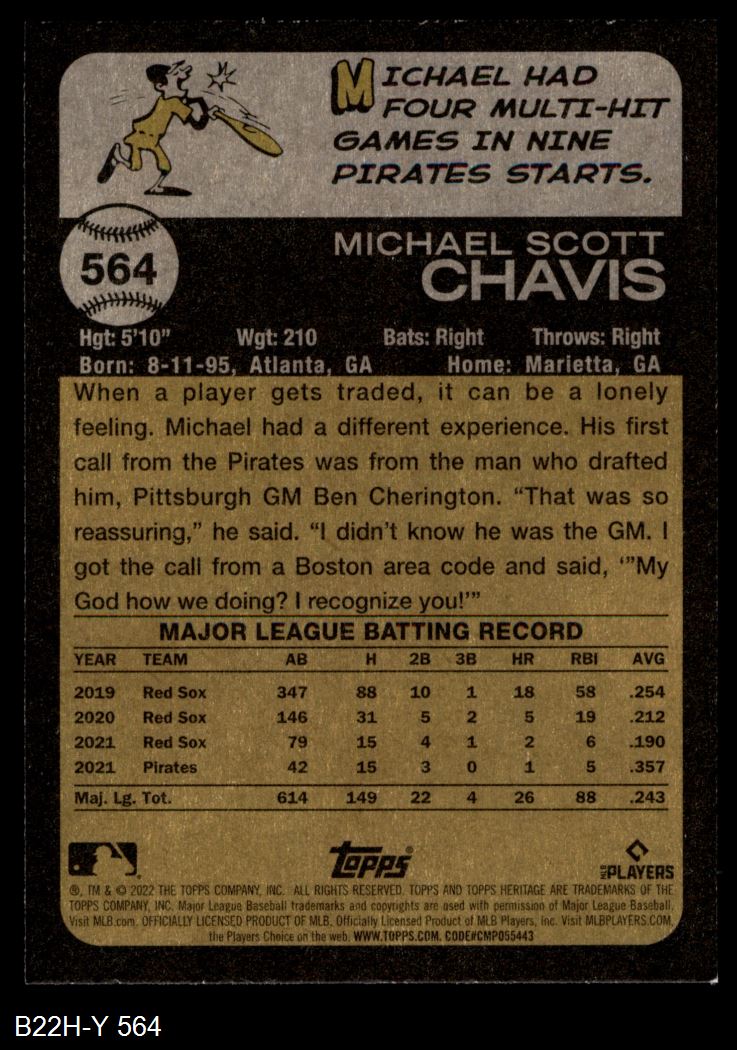 MICHAEL HAD
FOUR MULTI-HIT
GAMES IN NINE
PIRATES STARTS.
564
MICHAEL SCOTT
CHAVIS
Hgt: 5'10" Wgt: 210 Bats: Right Throws: Right
Born: 8-11-95, Atlanta, GA Home: Marietta, GA
When a player gets traded, it can be a lonely
feeling. Michael had a different experience. His first
call from the Pirates was from the man who drafted
him, Pittsburgh GM Ben Cherington. “That was so
reassuring,” he said. “I didn’t know he was the GM. I
got the call from a Boston area code and said, ‘”My
God how we doing? I recognize you!’”
MAJOR LEAGUE BATTING RECORD
YEAR TEAM AB H 2B 3B HR RBI AVG
2019 Red Sox 347 88 10 1 18 58 .254
2020 Red Sox 146 31 5 2 5 19 .212
2021 Red Sox 79 15 4 1 2 6 .190
2021 Pirates 42 15 3 0 1 5 .357
Maj. Lg. Tot. 614 149 22 4 26 88 .243
Topps MLB PLAYERS
®, TM & © 2022 THE TOPPS COMPANY, INC. ALL RIGHTS RESERVED. TOPPS AND TOPPS HERITAGE ARE TRADEMARKS OF THE
TOPPS COMPANY, INC. Major League Baseball trademarks and copyrights are used with permission of Major League Baseball.
Visit MLB.com. OFFICIALLY LICENSED PRODUCT OF MLB. Officially Licensed Product of MLB Players, Inc. Visit MLBPLAYERS.COM,
the Players Choice on the web. WWW.TOPPS.COM. CODE#CMP055443
B22H-Y 564